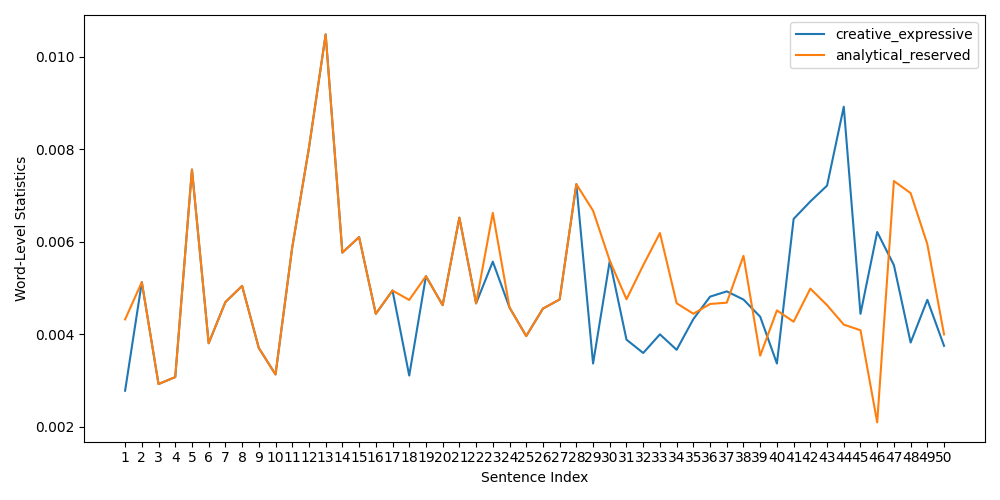 creative_expressive
analytical_reserved
0.010
0.008
0.006
0.004
0.002
Word-Level Statistics
1 2 3 4 5 6 7 8 9 10 11 12 13 14 15 16 17 18 19 20 21 22 23 24 25 26 27 28 29 30 31 32 33 34 35 36 37 38 39 40 41 42 43 44 45 46 47 48 49 50
Sentence Index